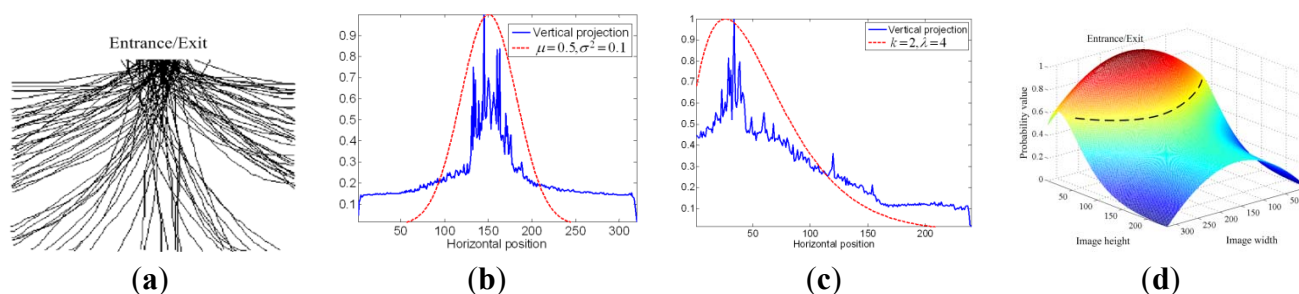 Entrance/Exit
(a)
0.9
0.8
0.7
0.6
0.5
0.4
0.3
0.2
0.1
50 100 150 200 250 300
Horizontal position
Vertical projection
μ=0.5,σ²=0.1
(b)
1
0.9
0.8
0.7
0.6
0.5
0.4
0.3
0.2
0.1
50 100 150 200
Horizontal position
Vertical projection
k=2,λ=4
(c)
Entrance/Exit
Probability value
1
0.8
0.6
0.4
0.2
0
50
100
150
200
Image height
300
250
200
150
100
50
Image width
(d)